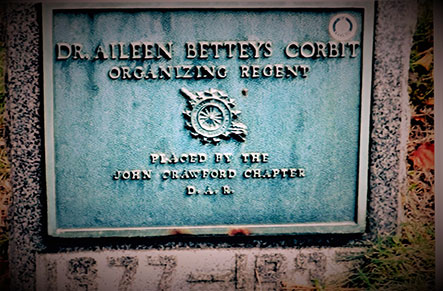 DR. AILEEN BETTEYS CORBIT
ORGANIZING REGENT
PLACED BY THE
JOHN CRAWFORD CHAPTER
D.A.R.